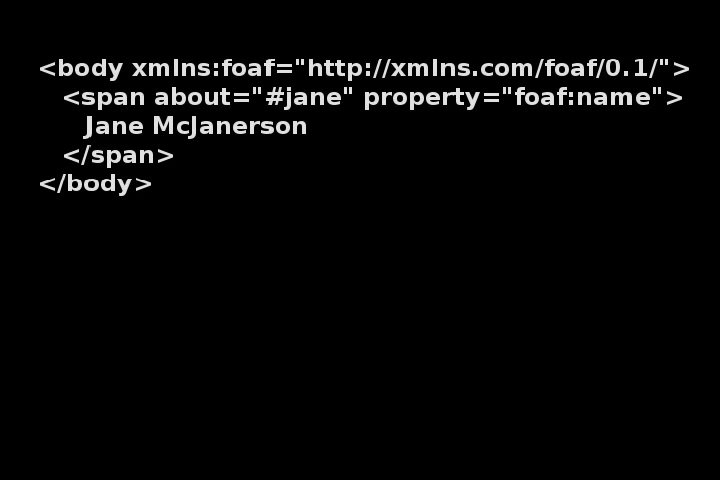 <body xmlns:foaf="http://xmlns.com/foaf/0.1/">
<span about="#jane" property="foaf:name">
Jane McJanerson
</span>
</body>